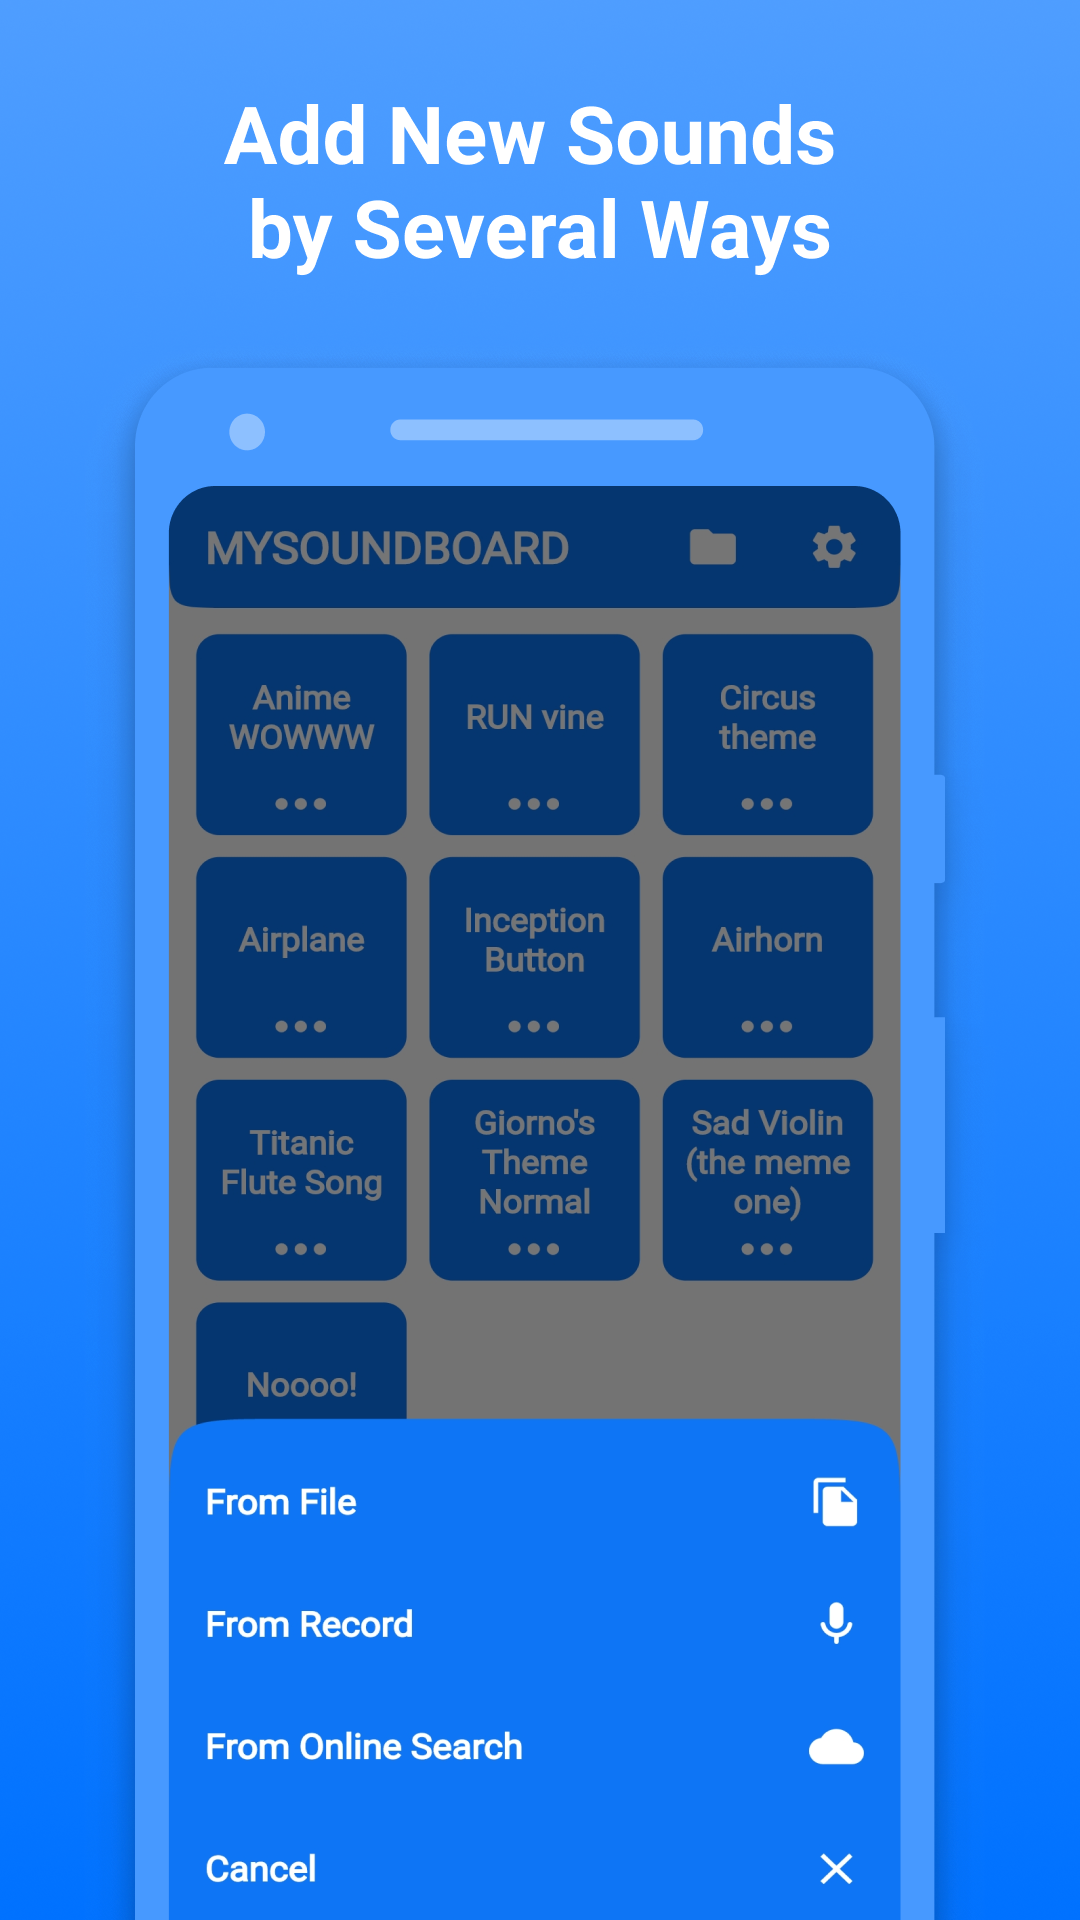 Add New Sounds
by Several Ways
MYSOUNDBOARD
Anime
WOWWW
RUN vine
Circus
theme
Airplane
Inception
Button
Airhorn
Titanic
Flute Song
Giorno's
Theme
Normal
Sad Violin
(the meme
one)
Noooo!
From File
From Record
From Online Search
Cancel